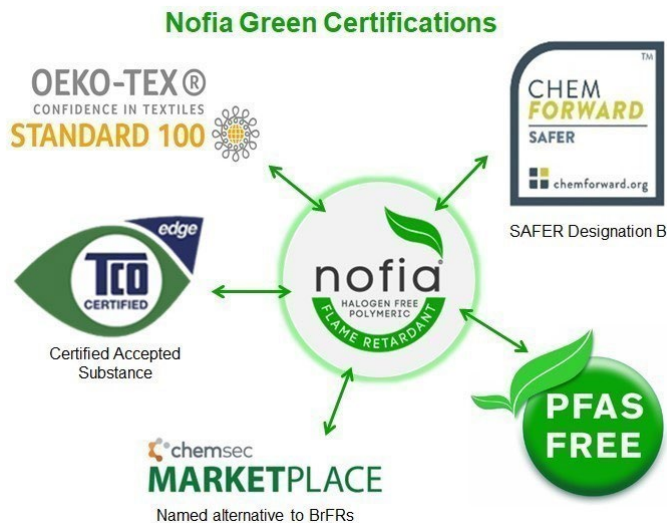 Nofia Green Certifications
OEKO-TEX®
CONFIDENCE IN TEXTILES
STANDARD 100
TM
CHEM
FORWARD
SAFER
chemforward.org
SAFER Designation B
edge
TCO
CERTIFIED
Certified Accepted
Substance
nofia®
HALOGEN FREE
POLYMERIC
FLAME RETARDANT
PFAS
FREE
chemsec
MARKETPLACE
Named alternative to BrFRs